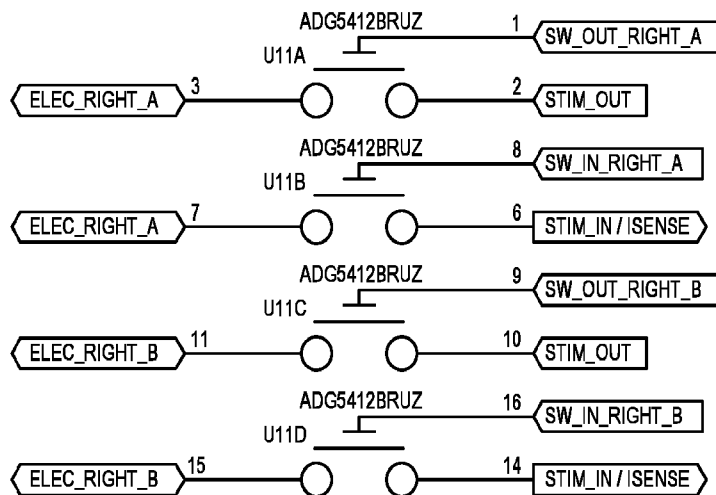 ADG5412BRUZ
1 SW_OUT_RIGHT_A
U11A
ELEC_RIGHT_A 3 2 STIM_OUT
ADG5412BRUZ
8 SW_IN_RIGHT_A
U11B
ELEC_RIGHT_A 7 6 STIM_IN / ISENSE
ADG5412BRUZ
9 SW_OUT_RIGHT_B
U11C
ELEC_RIGHT_B 11 10 STIM_OUT
ADG5412BRUZ
16 SW_IN_RIGHT_B
U11D
ELEC_RIGHT_B 15 14 STIM_IN / ISENSE